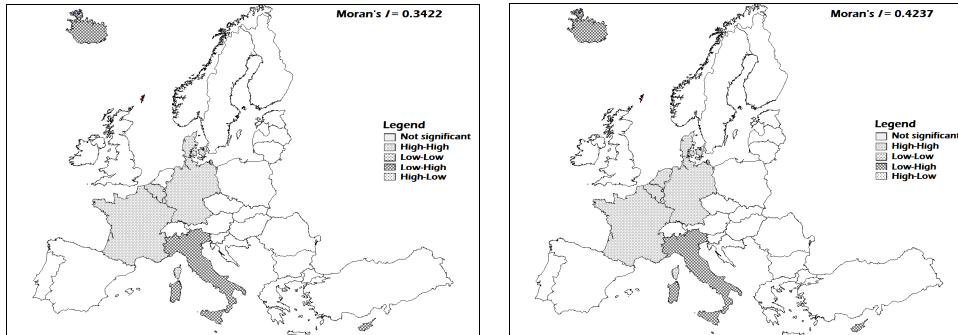 Moran's I = 0.3422
Legend
Not significant
High-High
Low-Low
Low-High
High-Low
Moran's I = 0.4237
Legend
Not significant
High-High
Low-Low
Low-High
High-Low